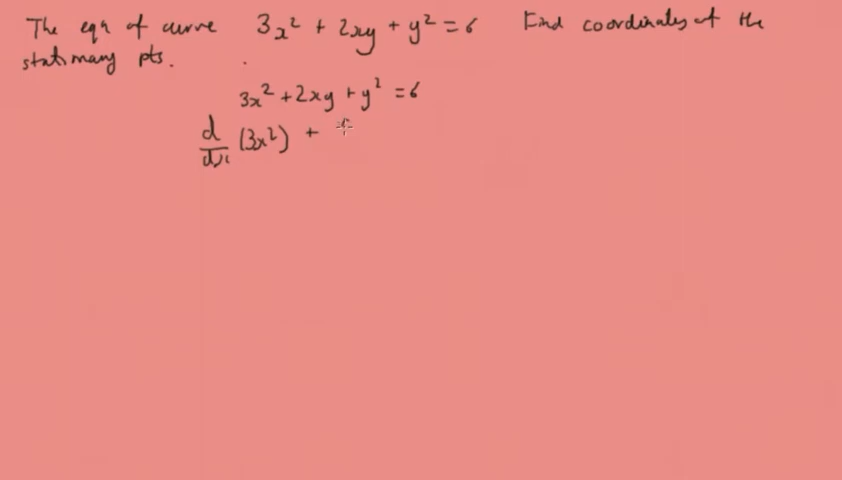 The eqn of curve 3x² + 2xy + y² = 6 Find coordinates of the
stationary pts.
3x² + 2xy + y² = 6
d/dx (3x²) +